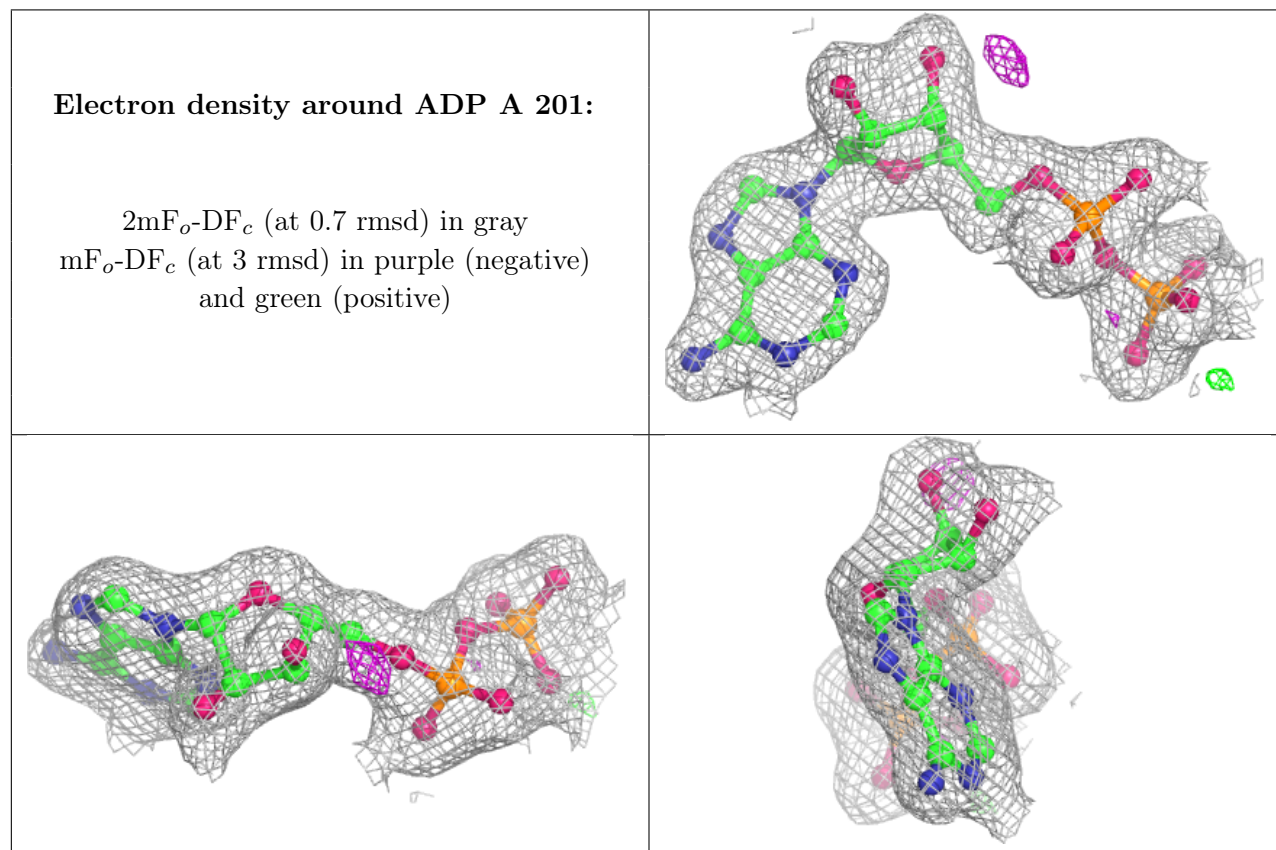 Electron density around ADP A 201:
2mFo-DFc (at 0.7 rmsd) in gray
mFo-DFc (at 3 rmsd) in purple (negative)
and green (positive)